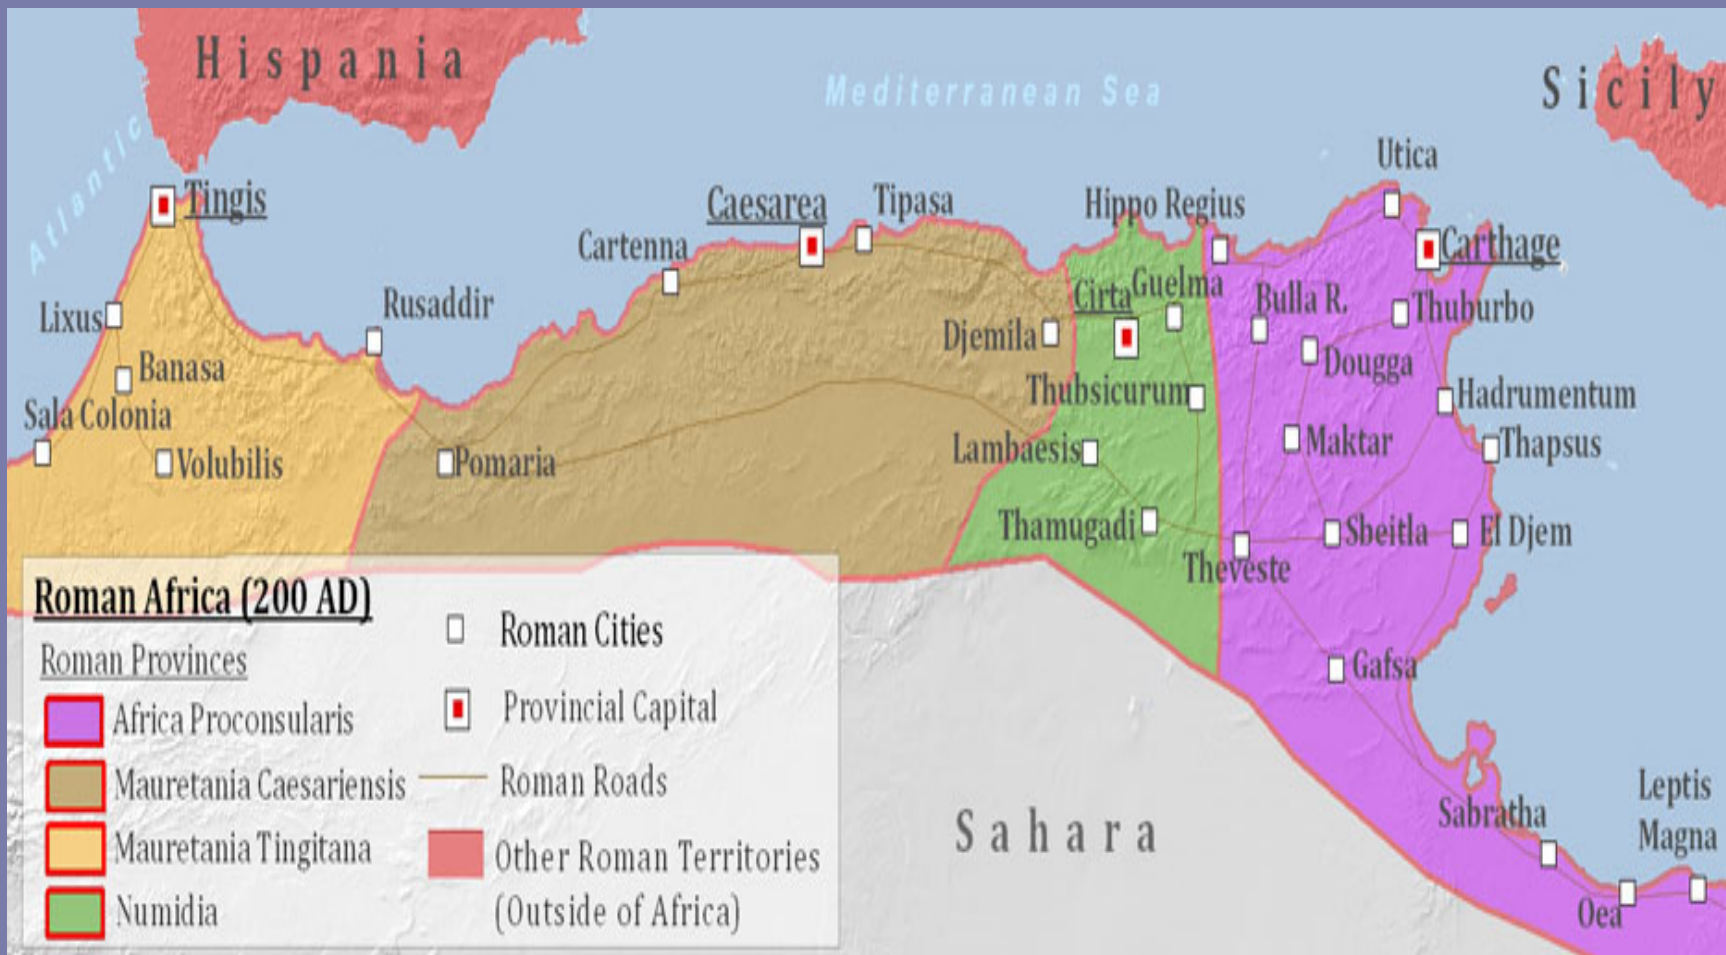 Hispania
Mediterranean Sea
Sicily
Atlantic
Utica
Tingis
Caesarea
Tipasa
Hippo Regius
Cartenna
Carthage
Rusaddir
Cirta
Guelma
Bulla R.
Thuburbo
Lixus
Djemila
Banasa
Dougga
Thubsicurum
Hadrumentum
Sala Colonia
Lambaesis
Maktar
Thapsus
Volubilis
Pomaria
Thamugadi
Sbeitla
El Djem
Theveste
Gafsa
Sahara
Sabratha
Leptis
Magna
Oea
Roman Africa (200 AD)
Roman Provinces
Africa Proconsularis
Mauretania Caesariensis
Mauretania Tingitana
Numidia
Roman Cities
Provincial Capital
Roman Roads
Other Roman Territories
(Outside of Africa)